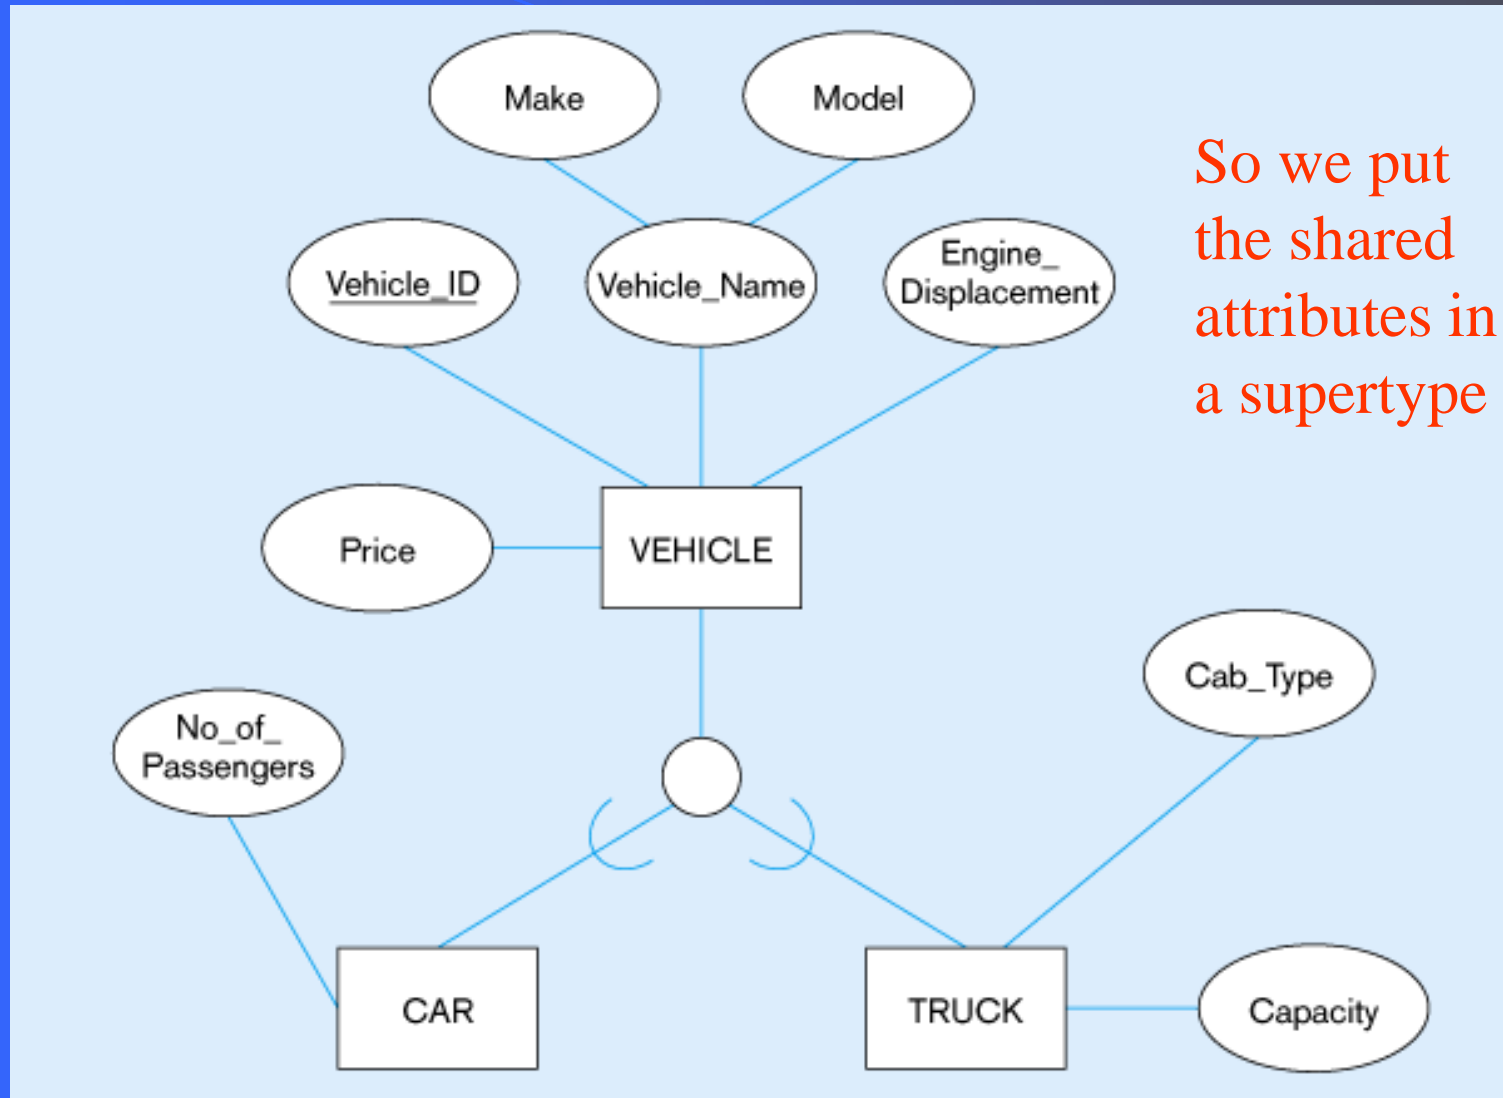 Make
Model
So we put
the shared
attributes in
a supertype
Vehicle_ID
Vehicle_Name
Engine_
Displacement
Price
VEHICLE
Cab_Type
No_of_
Passengers
CAR
TRUCK
Capacity